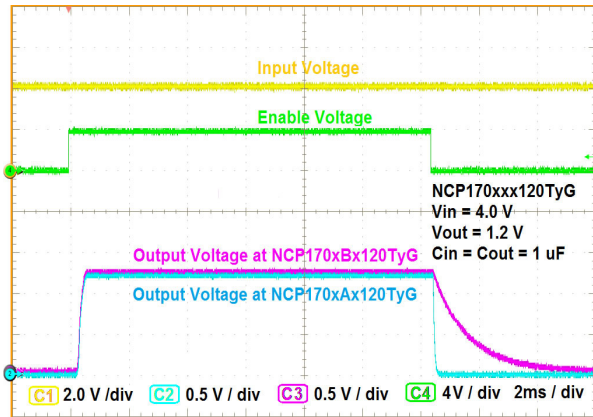 Input Voltage
Enable Voltage
NCP170xxx120TyG
Vin = 4.0 V
Vout = 1.2 V
Cin = Cout = 1 uF
Output Voltage at NCP170xBx120TyG
Output Voltage at NCP170xAx120TyG
C1 2.0 V /div C2 0.5 V / div C3 0.5 V / div C4 4V / div 2ms / div